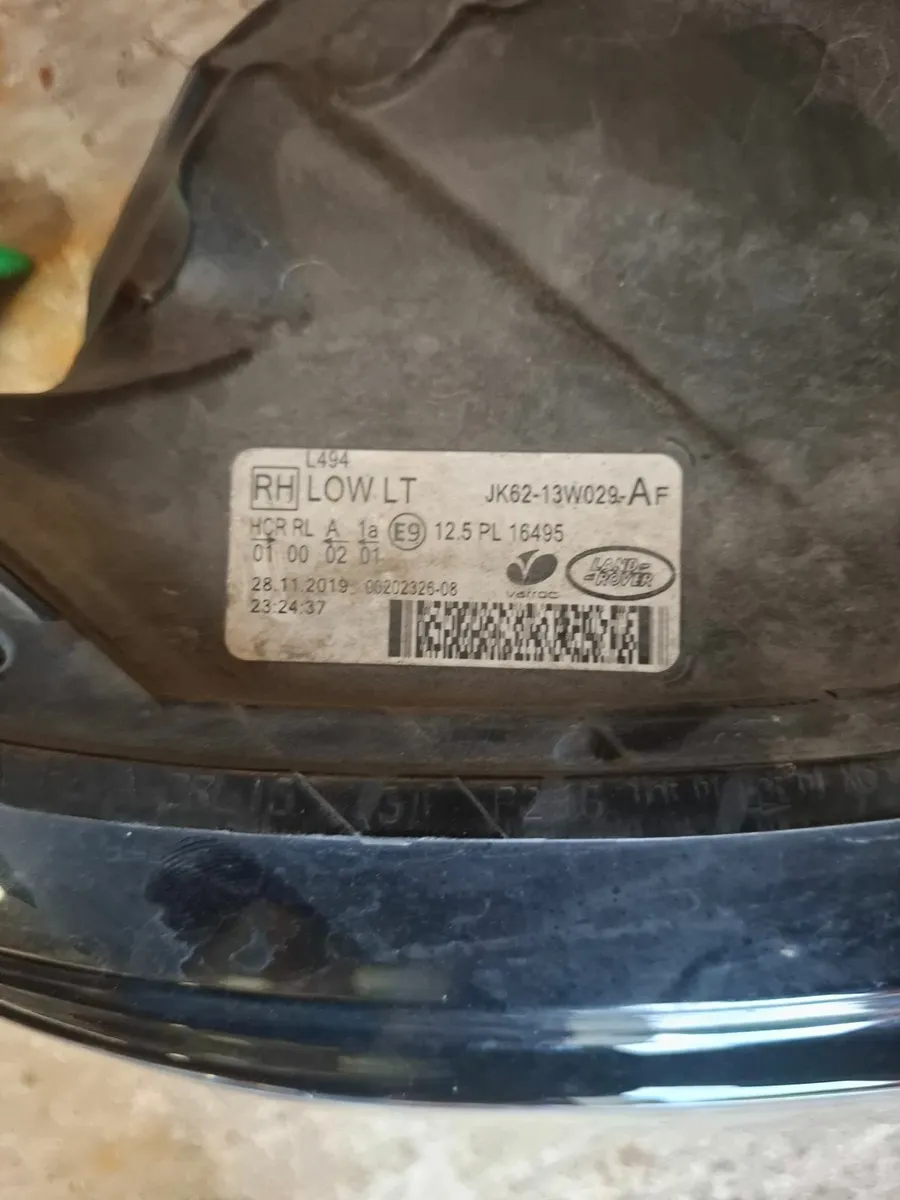 L494
RH LOW LT JK62-13W029-AF
HCR RL A 1a E9 12.5 PL 16495
01 00 02 01
28.11.2019 00202326-08
23:24:37
varroc
LAND ROVER